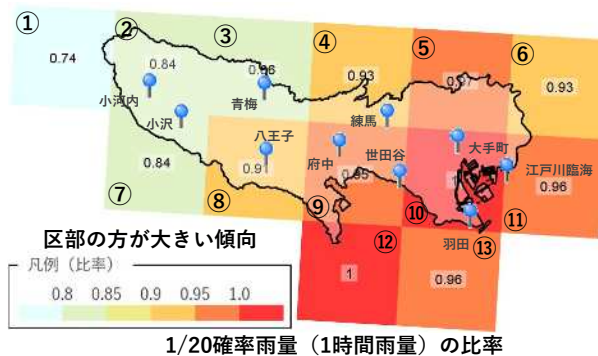 ① ② ③ ④ ⑤ ⑥
0.74 0.84 0.93 0.93
小河内 青梅 練馬 大手町
小沢 八王子 府中 世田谷 江戸川臨海
0.84 0.91 0.95 0.96
⑦ ⑧ ⑨ ⑩ ⑪
羽田
⑫ ⑬
区部の方が大きい傾向
凡例（比率）
0.8 0.85 0.9 0.95 1.0
1 0.96
1/20確率雨量（1時間雨量）の比率